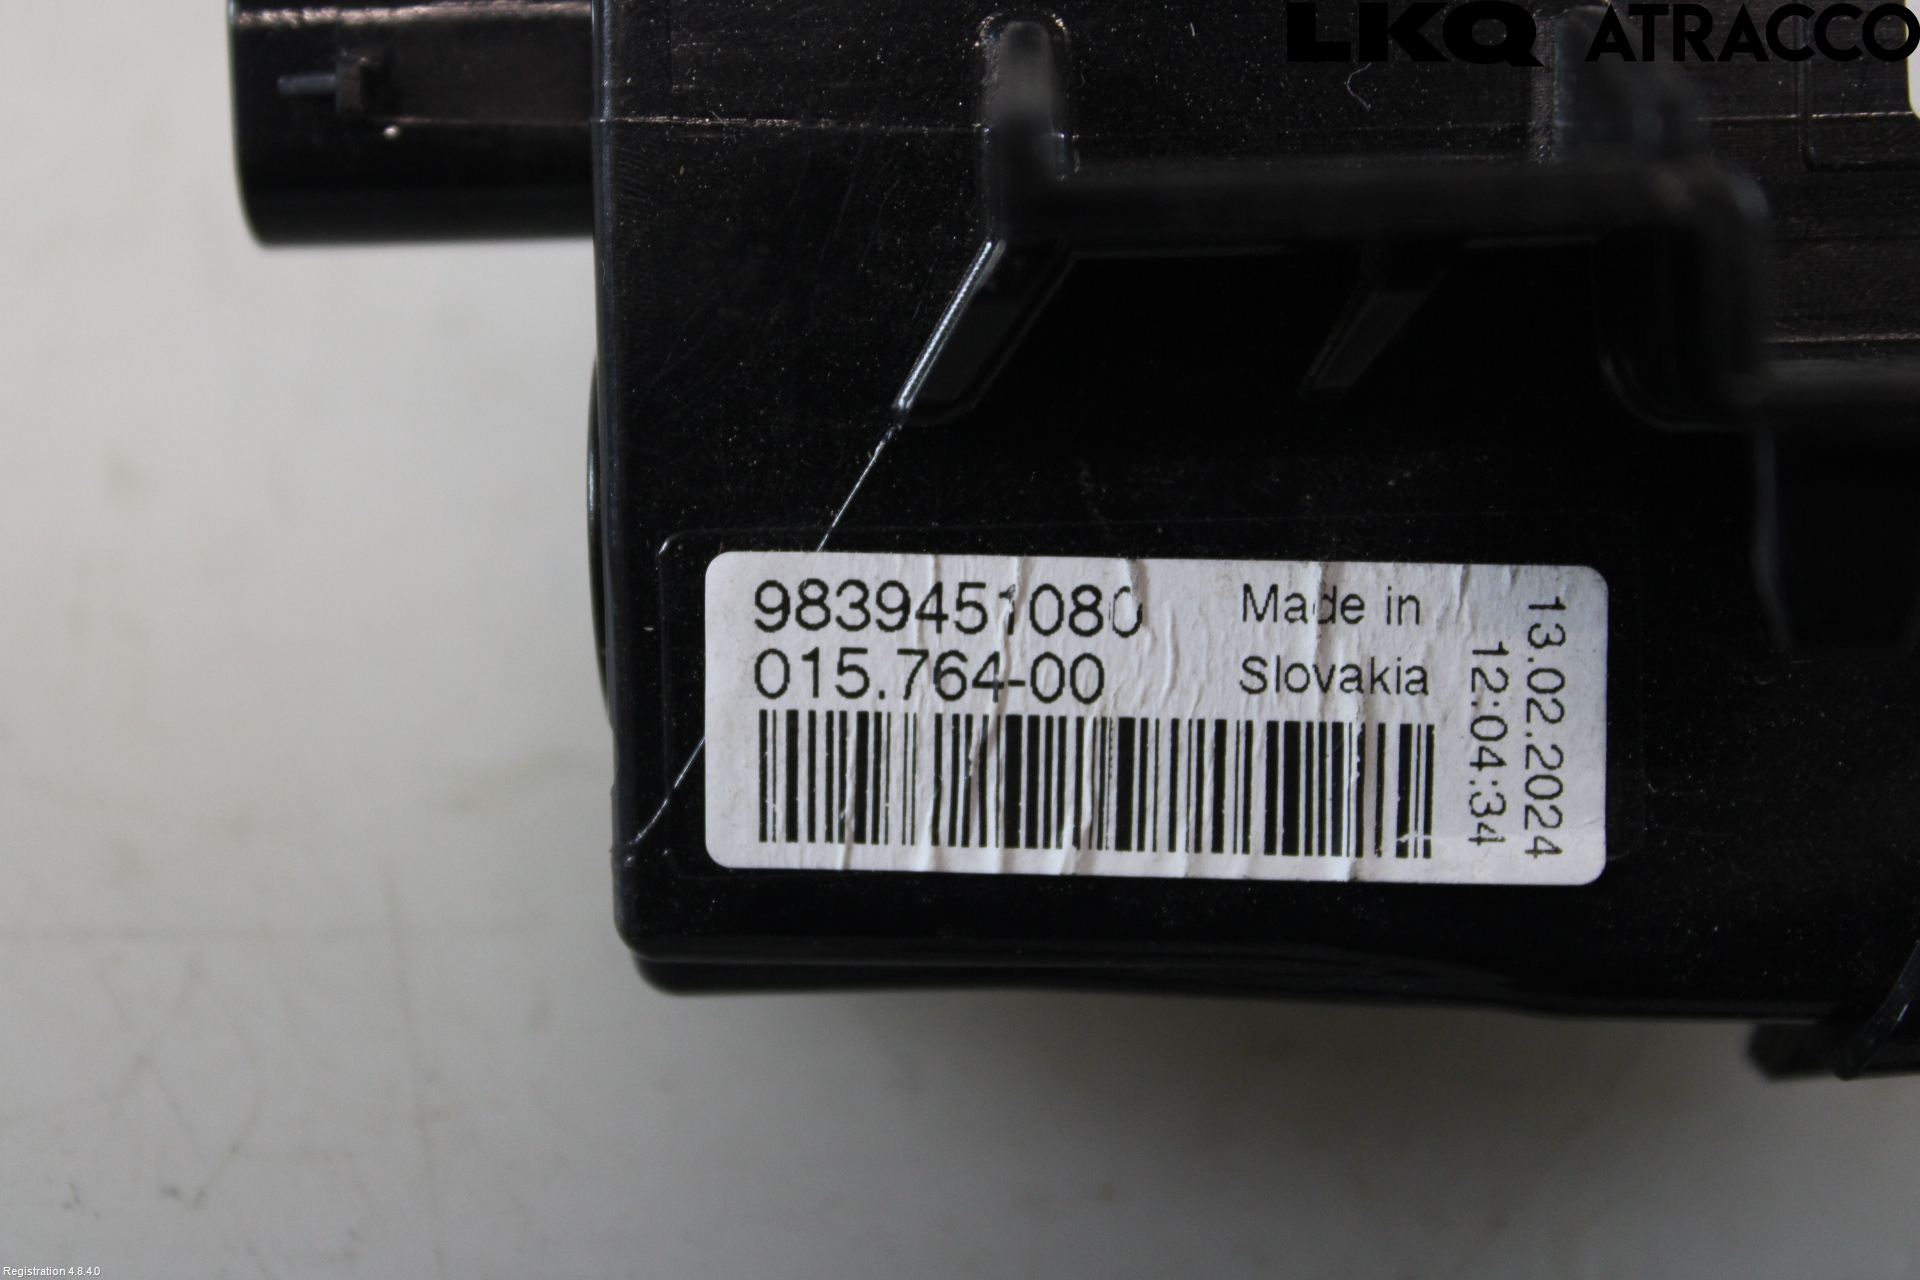 LKQ ATRACCO
9839451080 Made in
015.764-00 Slovakia
13.02.2024
12:04:34
Registration 4.8.4.0